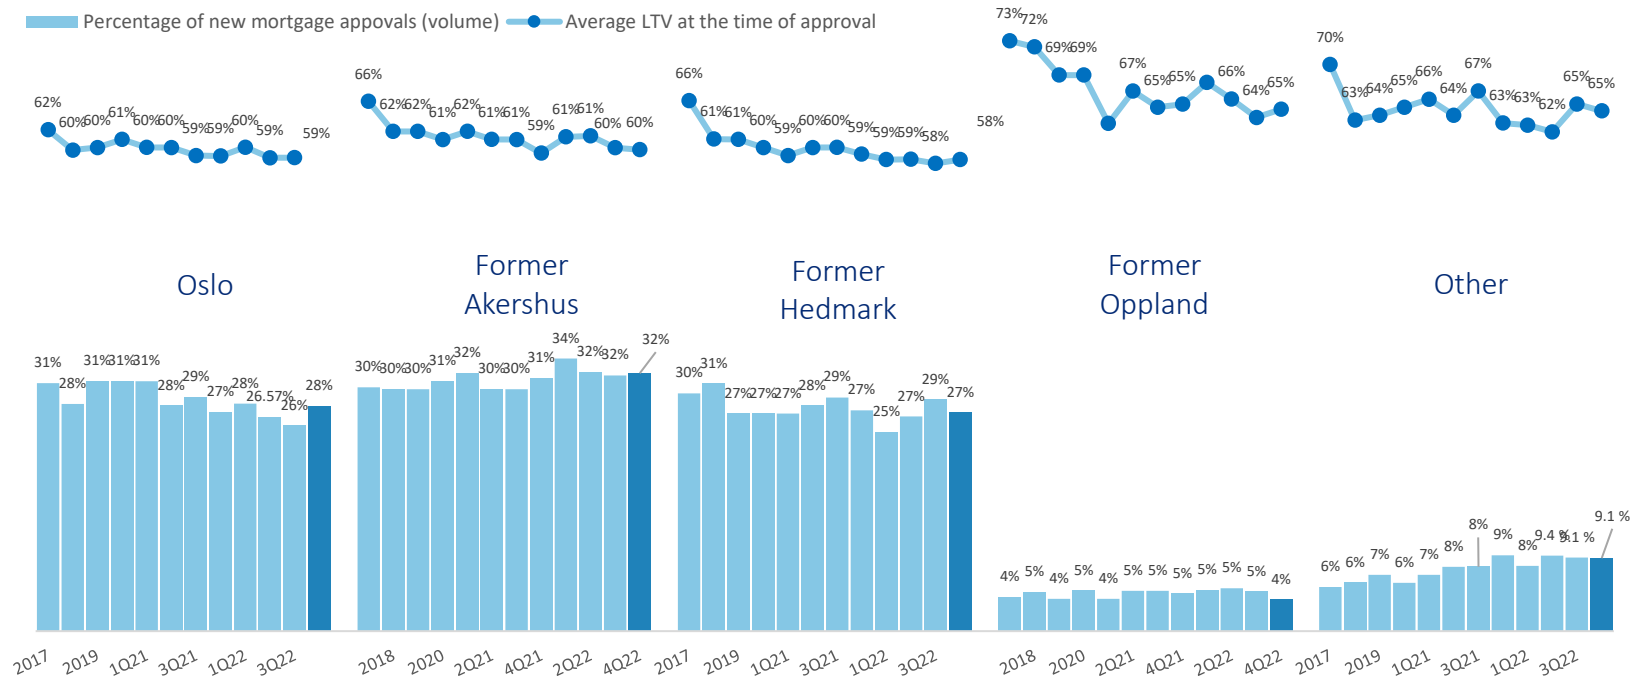 Percentage of new mortgage appovals (volume) Average LTV at the time of approval
62% 60% 60% 61% 60% 60% 59% 59% 60% 59% 59%
66% 62% 62% 61% 62% 61% 61% 59% 61% 61% 60% 60%
66% 61% 61% 60% 59% 60% 60% 59% 59% 59% 58% 58%
73% 72% 69% 69% 67% 65% 65% 66% 64% 65%
70% 63% 64% 65% 66% 64% 67% 63% 63% 62% 65% 65%
Oslo
Former
Akershus
Former
Hedmark
Former
Oppland
Other
31% 28% 31% 31% 31% 28% 29% 27% 28% 26.57% 26% 28%
30% 30% 30% 31% 32% 30% 30% 31% 34% 32% 32% 32%
30% 31% 27% 27% 27% 28% 29% 27% 25% 27% 29% 27%
4% 5% 4% 5% 4% 5% 5% 5% 5% 5% 5% 4%
6% 6% 7% 6% 7% 8% 8% 9% 8% 9.4 % 9.1 % 9.1 %
2017 2019 1Q21 3Q21 1Q22 3Q22
2018 2020 2Q21 4Q21 2Q22 4Q22
2017 2019 1Q21 3Q21 1Q22 3Q22
2018 2020 2Q21 4Q21 2Q22 4Q22
2017 2019 1Q21 3Q21 1Q22 3Q22